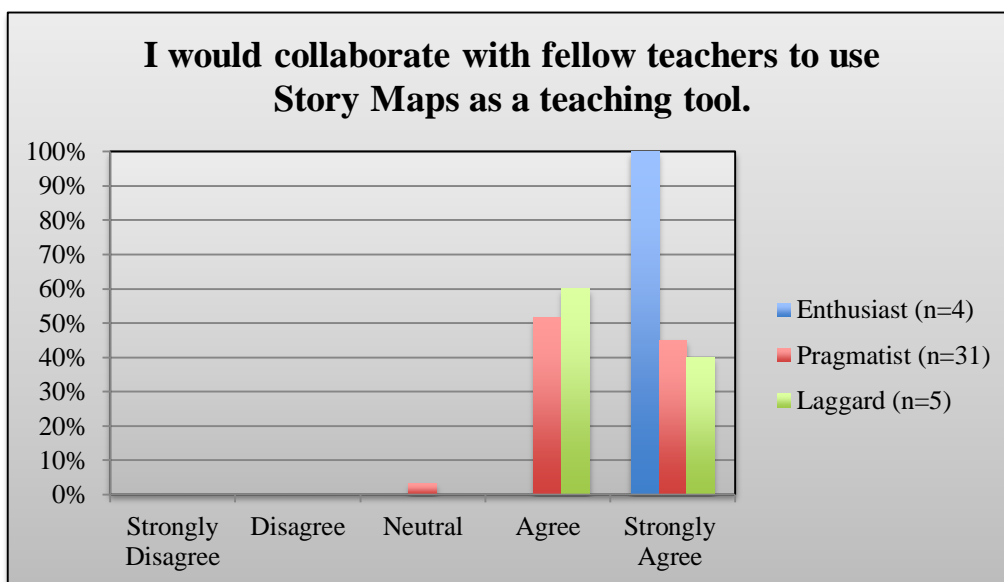 I would collaborate with fellow teachers to use
Story Maps as a teaching tool.
100%
90%
80%
70%
60%
50%
40%
30%
20%
10%
0%
Strongly
Disagree
Disagree
Neutral
Agree
Strongly
Agree
Enthusiast (n=4)
Pragmatist (n=31)
Laggard (n=5)